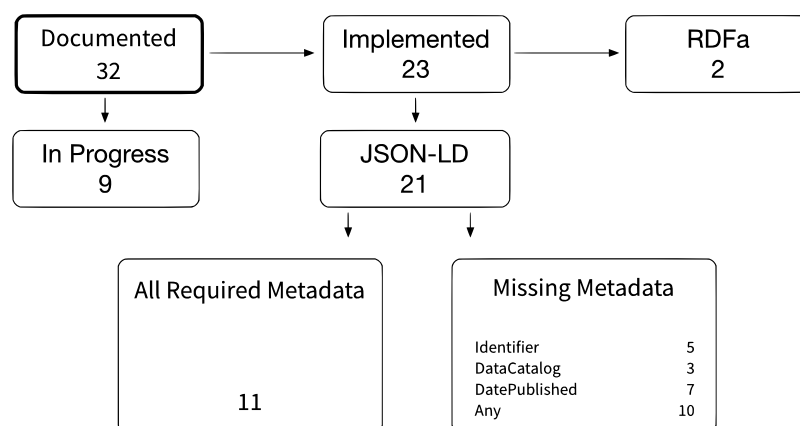 Documented
32
Implemented
23
RDFa
2
In Progress
9
JSON-LD
21
All Required Metadata
11
Missing Metadata
Identifier 5
DataCatalog 3
DatePublished 7
Any 10